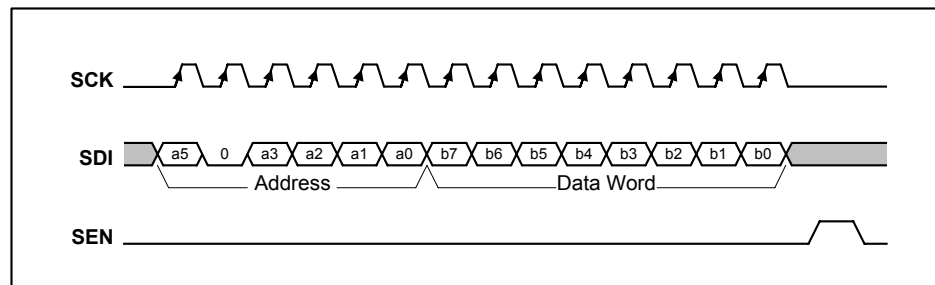 SCK
SDI a5 0 a3 a2 a1 a0 b7 b6 b5 b4 b3 b2 b1 b0
Address Data Word
SEN